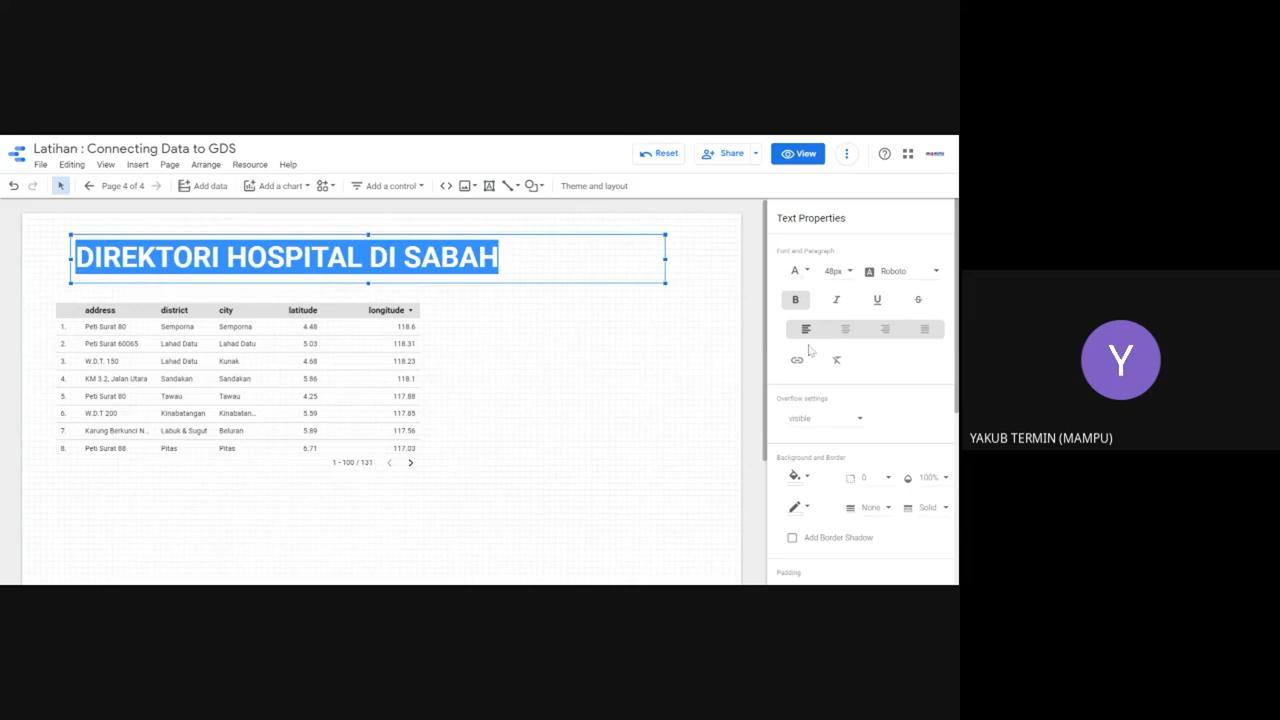 Latihan : Connecting Data to GDS
File Editing View Insert Page Arrange Resource Help
Reset Share View
Page 4 of 4 Add data Add a chart Add a control Theme and layout
DIREKTORI HOSPITAL DI SABAH
address district city latitude longitude
1. Peti Surat 80 Semporna Semporna 4.48 118.6
2. Peti Surat 60065 Lahad Datu Lahad Datu 5.03 118.31
3. W.D.T. 150 Lahad Datu Kunak 4.68 118.23
4. KM 3.2, Jalan Utara Sandakan Sandakan 5.86 118.1
5. Peti Surat 80 Tawau Tawau 4.25 117.88
6. W.D.T 200 Kinabatangan Kinabatan... 5.59 117.85
7. Karung Berkunci N... Labuk & Sugut Beluran 5.89 117.56
8. Peti Surat 88 Pitas Pitas 6.71 117.03
1 - 100 / 131
Text Properties
Font and Paragraph
A 48px A Roboto
B I U S
Overflow settings
visible
Background and Border
0 100%
None Solid
Add Border Shadow
Padding
Y
YAKUB TERMIN (MAMPU)